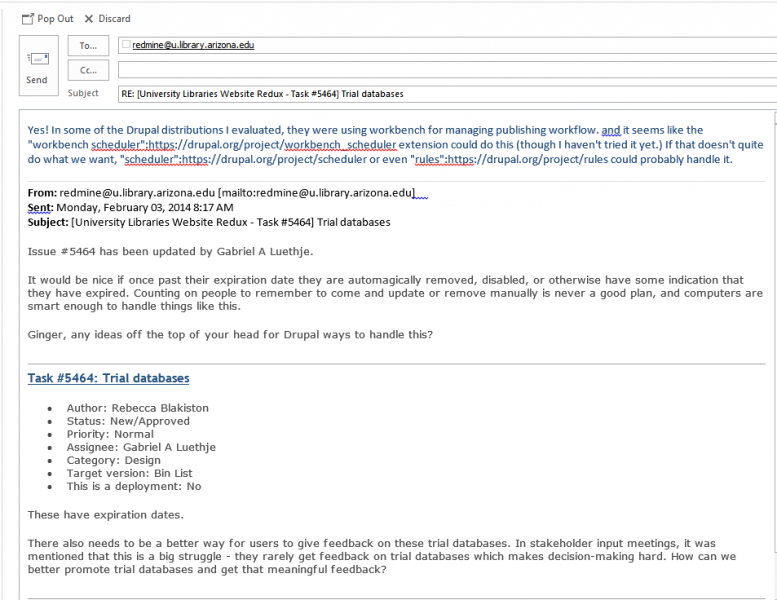 Pop Out Discard
To... redmine@u.library.arizona.edu
Send
Cc...
Subject RE: [University Libraries Website Redux - Task #5464] Trial databases
Yes! In some of the Drupal distributions I evaluated, they were using workbench for managing publishing workflow. and it seems like the
"workbench scheduler":https://drupal.org/project/workbench_scheduler extension could do this (though I haven't tried it yet.) If that doesn't quite
do what we want, "scheduler":https://drupal.org/project/scheduler or even "rules":https://drupal.org/project/rules could probably handle it.
From: redmine@u.library.arizona.edu [mailto:redmine@u.library.arizona.edu]
Sent: Monday, February 03, 2014 8:17 AM
Subject: [University Libraries Website Redux - Task #5464] Trial databases
Issue #5464 has been updated by Gabriel A Luethje.
It would be nice if once past their expiration date they are automagically removed, disabled, or otherwise have some indication that
they have expired. Counting on people to remember to come and update or remove manually is never a good plan, and computers are
smart enough to handle things like this.
Ginger, any ideas off the top of your head for Drupal ways to handle this?
Task #5464: Trial databases
• Author: Rebecca Blakiston
• Status: New/Approved
• Priority: Normal
• Assignee: Gabriel A Luethje
• Category: Design
• Target version: Bin List
• This is a deployment: No
These have expiration dates.
There also needs to be a better way for users to give feedback on these trial databases. In stakeholder input meetings, it was
mentioned that this is a big struggle - they rarely get feedback on trial databases which makes decision-making hard. How can we
better promote trial databases and get that meaningful feedback?